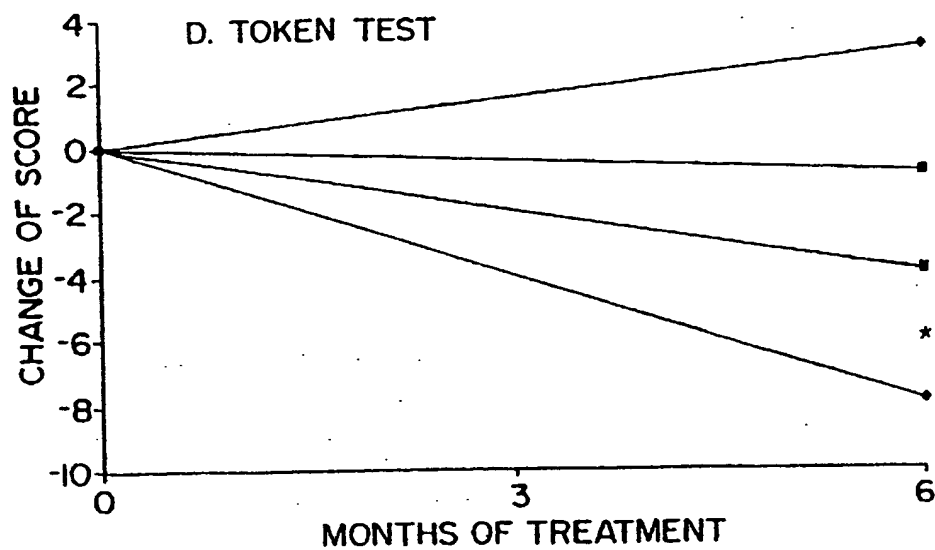 D. TOKEN TEST
CHANGE OF SCORE
4
2
0
-2
-4
-6
-8
-10
*
0 3 6
MONTHS OF TREATMENT